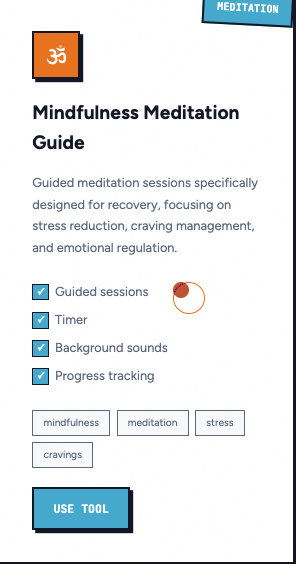 MEDITATION
ॐ
Mindfulness Meditation
Guide
Guided meditation sessions specifically
designed for recovery, focusing on
stress reduction, craving management,
and emotional regulation.
Guided sessions
Timer
Background sounds
Progress tracking
mindfulness meditation stress
cravings
USE TOOL